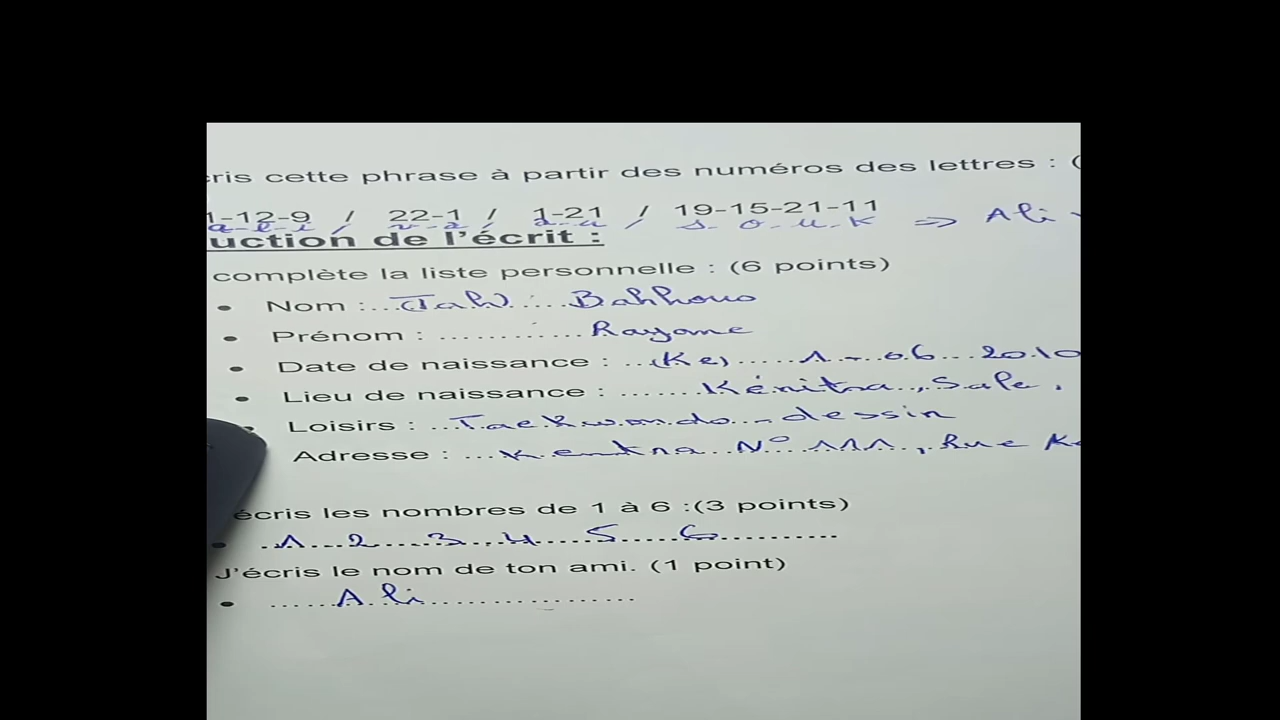 cris cette phrase à partir des numéros des lettres : (
1-12-9 / 22-1 / 1-21 / 19-15-21-11
a-l-i / v-a / a-u / s-o-u-k ⇒ Ali
uction de l'écrit :
complète la liste personnelle : (6 points)
• Nom : ... : Bahhouo
• Prénom : ............ Rayane
• Date de naissance : ...(Ke)..... 1 - 06 2010
• Lieu de naissance : ....... Kénitra, Sale.
Loisirs : ...Taekwondo - dessin
Adresse : ... Kenitra N° 111, Rue
écris les nombres de 1 à 6 :(3 points)
• ..1...2....3....4.....5....6..........
J'écris le nom de ton ami. (1 point)
• ......Ali..................